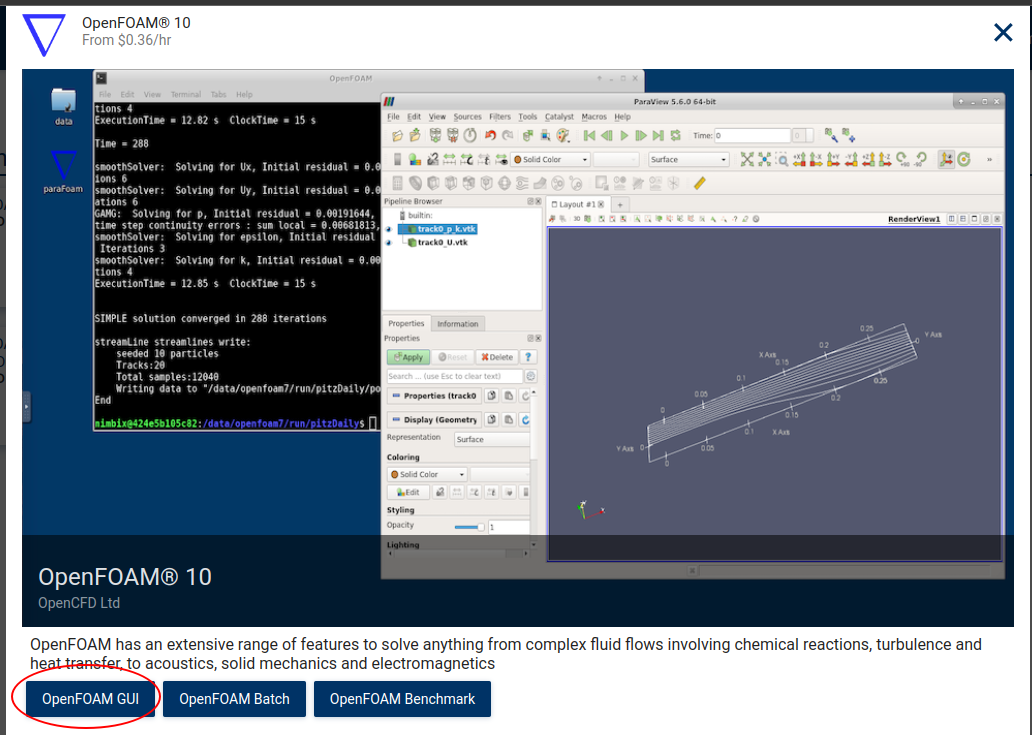 OpenFOAM® 10
From $0.36/hr
OpenFOAM
File Edit View Terminal Tabs Help
data
paraFoam
tions 4
ExecutionTime = 12.82 s ClockTime = 15 s
Time = 288
smoothSolver: Solving for Ux, Initial residual = 0.0
ions 6
smoothSolver: Solving for Uy, Initial residual = 0.0
ations 6
GAMG: Solving for p, Initial residual = 0.00191644,
time step continuity errors : sum local = 0.00681813,
smoothSolver: Solving for epsilon, Initial residual
Iterations 3
smoothSolver: Solving for k, Initial residual = 0.00
tions 4
ExecutionTime = 12.85 s ClockTime = 15 s
SIMPLE solution converged in 288 iterations
streamLine streamlines write:
seeded 10 particles
Tracks:20
Total samples:12040
Writing data to "/data/openfoam7/run/pitzDaily/po
End
nimbix@424e5b105c82:/data/openfoam7/run/pitzDaily$
ParaView 5.6.0 64-bit
File Edit View Sources Filters Tools Catalyst Macros Help
Time: 0
Solid Color
Surface
Pipeline Browser
builtin:
track0_p_k.vtk
track0_U.vtk
Properties Information
Properties
Apply Reset Delete ?
Search ... (use Esc to clear text)
Properties (track0
Display (Geometry
Representation Surface
Coloring
Solid Color
Edit
Styling
Opacity 1
Lighting
Layout #1
+
3D
RenderView1
0.25
Y Axis
0.2
X Axis
0.15
0
0.1
0.25
0.05
0.2
0
0.15
0.1
X Axis
Y Axis
0
0.05
0
OpenFOAM® 10
OpenCFD Ltd
OpenFOAM has an extensive range of features to solve anything from complex fluid flows involving chemical reactions, turbulence and
heat transfer, to acoustics, solid mechanics and electromagnetics
OpenFOAM GUI
OpenFOAM Batch
OpenFOAM Benchmark